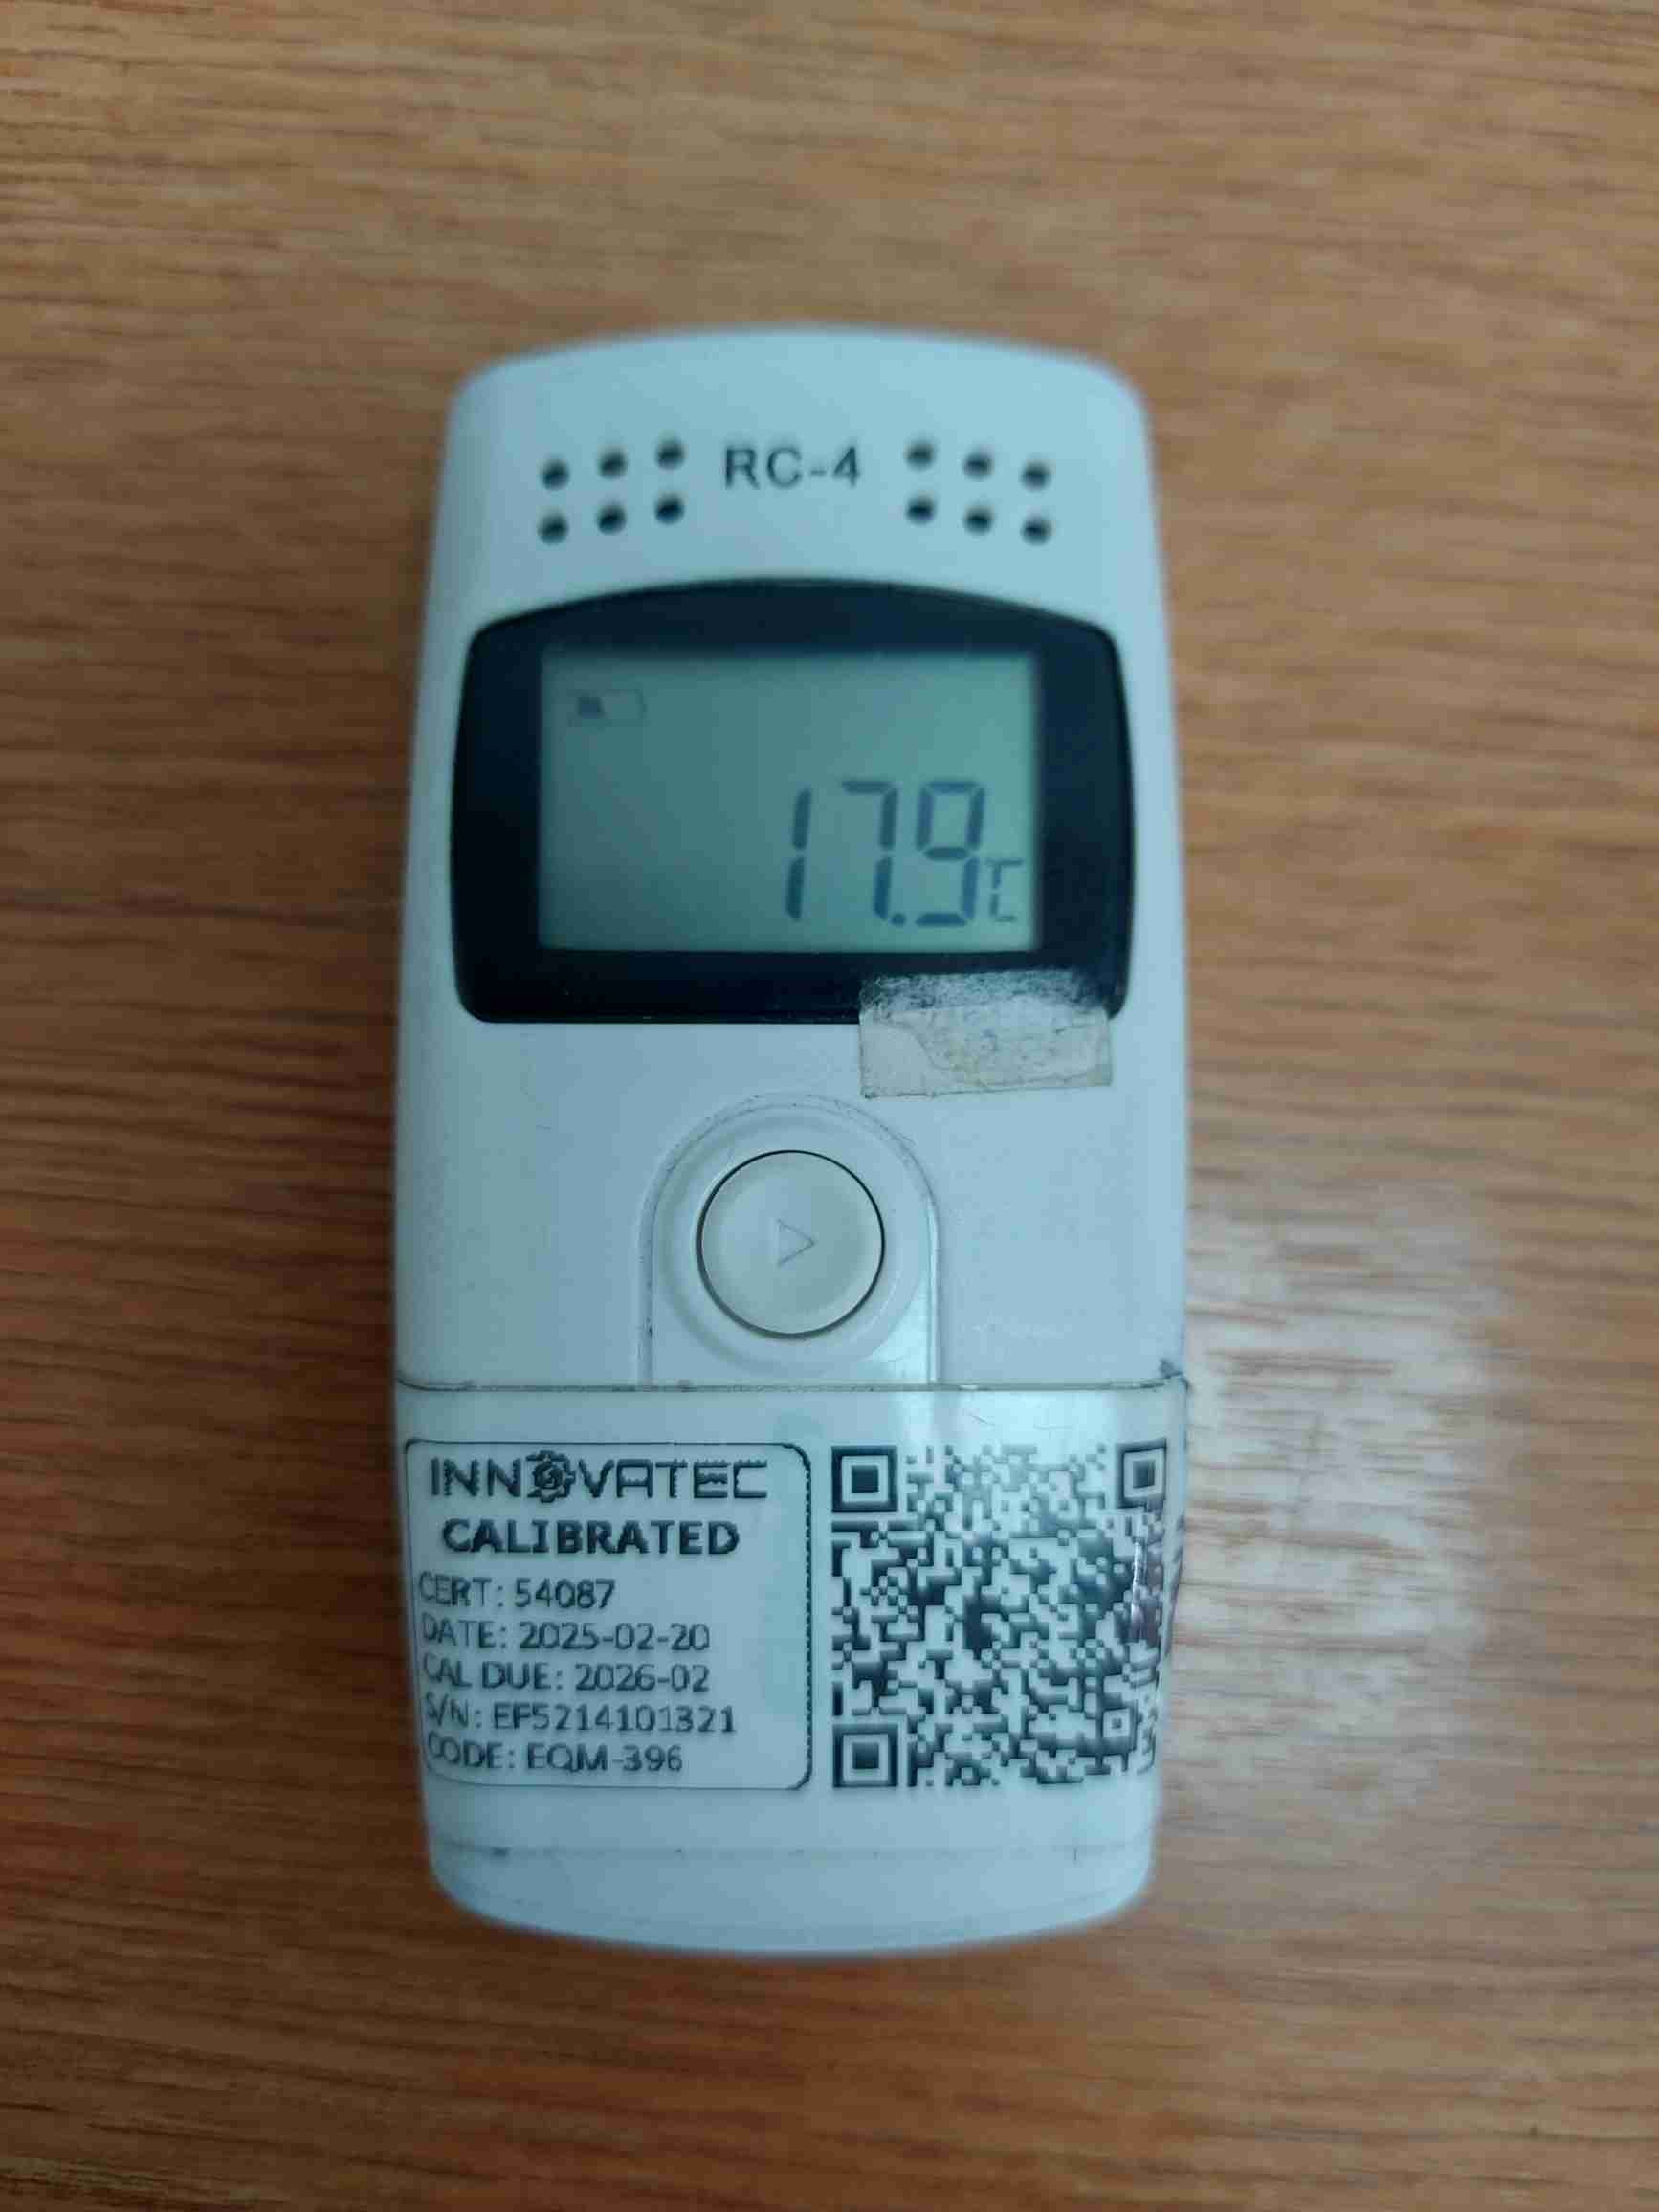 RC-4
17.9℃
INNOVATEC
CALIBRATED
CERT: 54087
DATE: 2025-02-20
CAL DUE: 2026-02
S/N: EF5214101321
CODE: EQM-396